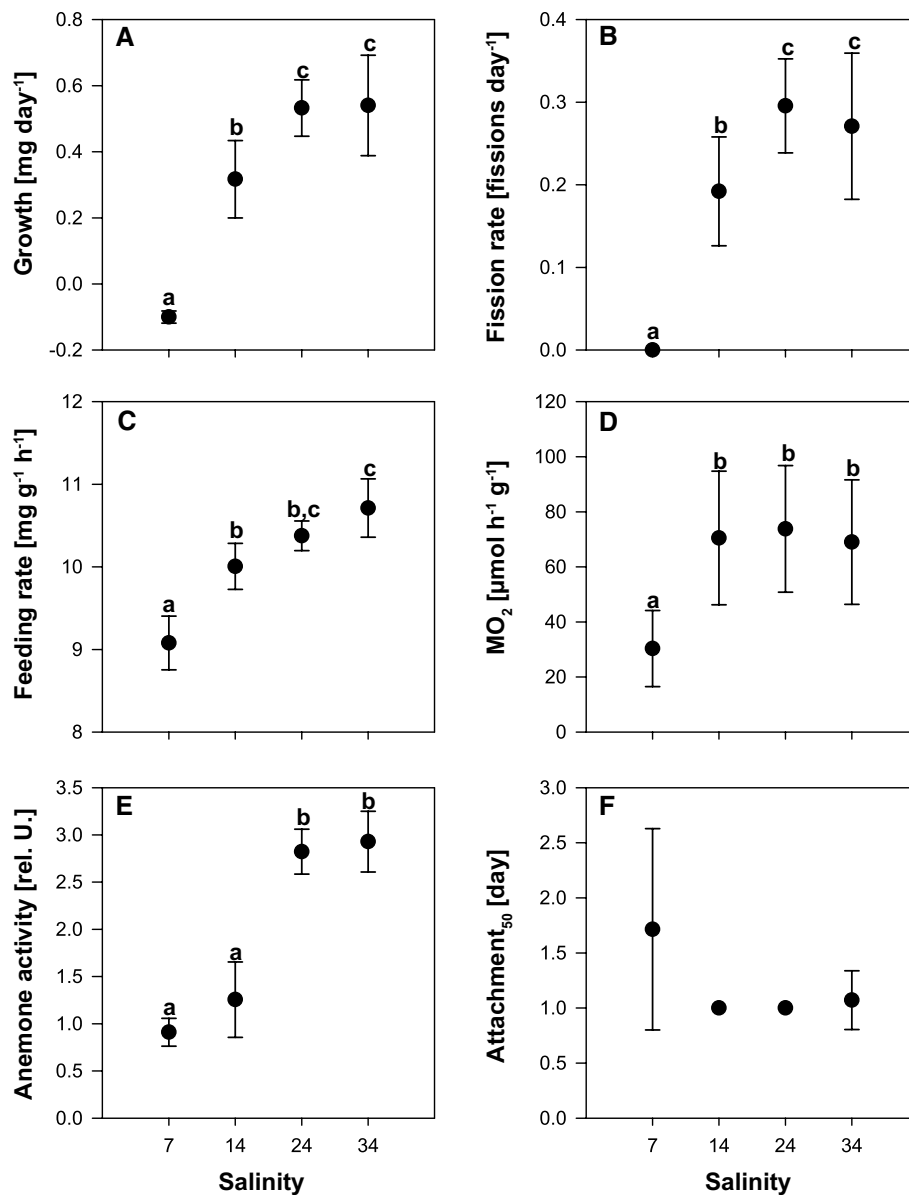 A
Growth [mg day⁻¹]
0.8
0.6
0.4
0.2
0.0
-0.2
a
b
c
c
B
Fission rate [fissions day⁻¹]
0.4
0.3
0.2
0.1
0.0
a
b
c
c
C
Feeding rate [mg g⁻¹ h⁻¹]
12
11
10
9
8
a
b
b,c
c
D
MO₂ [µmol h⁻¹ g⁻¹]
120
100
80
60
40
20
0
a
b
b
b
E
Anemone activity [rel. U.]
3.5
3.0
2.5
2.0
1.5
1.0
0.5
0.0
a
a
b
b
7 14 24 34
Salinity
F
Attachment₅₀ [day]
3.0
2.5
2.0
1.5
1.0
0.5
0.0
7 14 24 34
Salinity